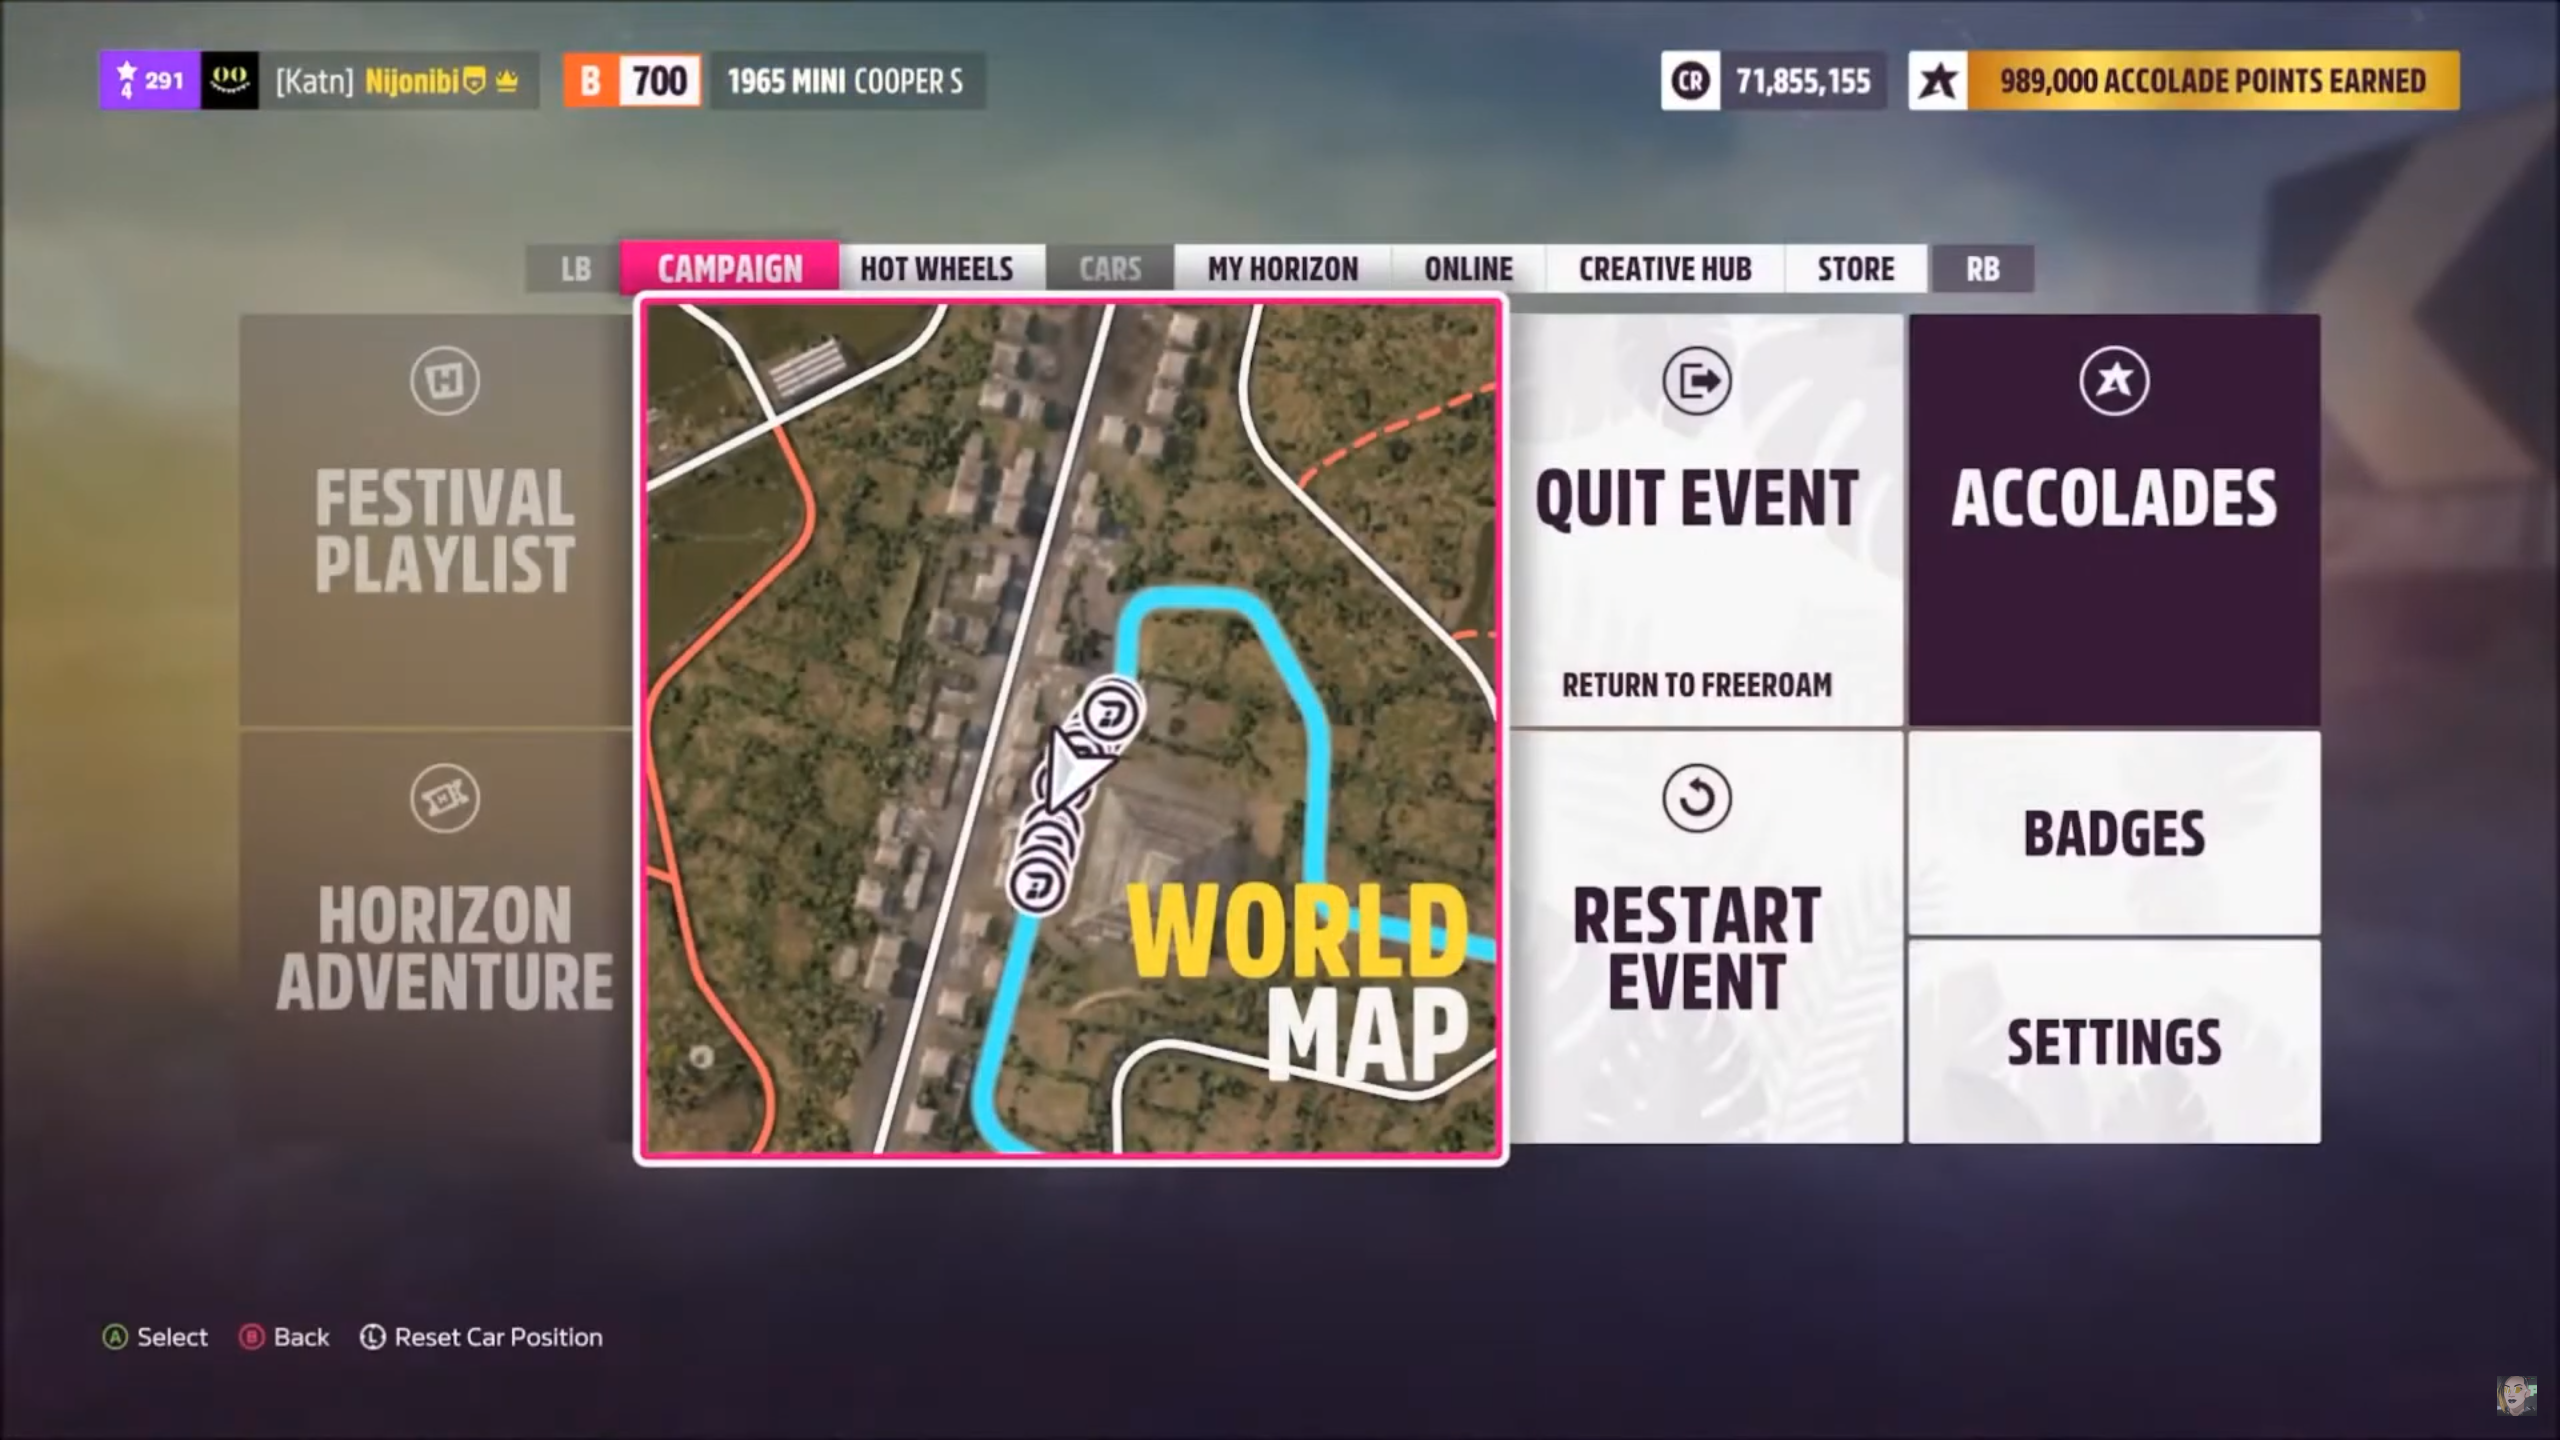 4 291 [Katn] Nijonibi B 700 1965 MINI COOPER S CR 71,855,155 989,000 ACCOLADE POINTS EARNED
LB CAMPAIGN HOT WHEELS CARS MY HORIZON ONLINE CREATIVE HUB STORE RB
FESTIVAL
PLAYLIST
HORIZON
ADVENTURE
WORLD
MAP
QUIT EVENT
RETURN TO FREEROAM
RESTART
EVENT
ACCOLADES
BADGES
SETTINGS
A Select B Back L Reset Car Position